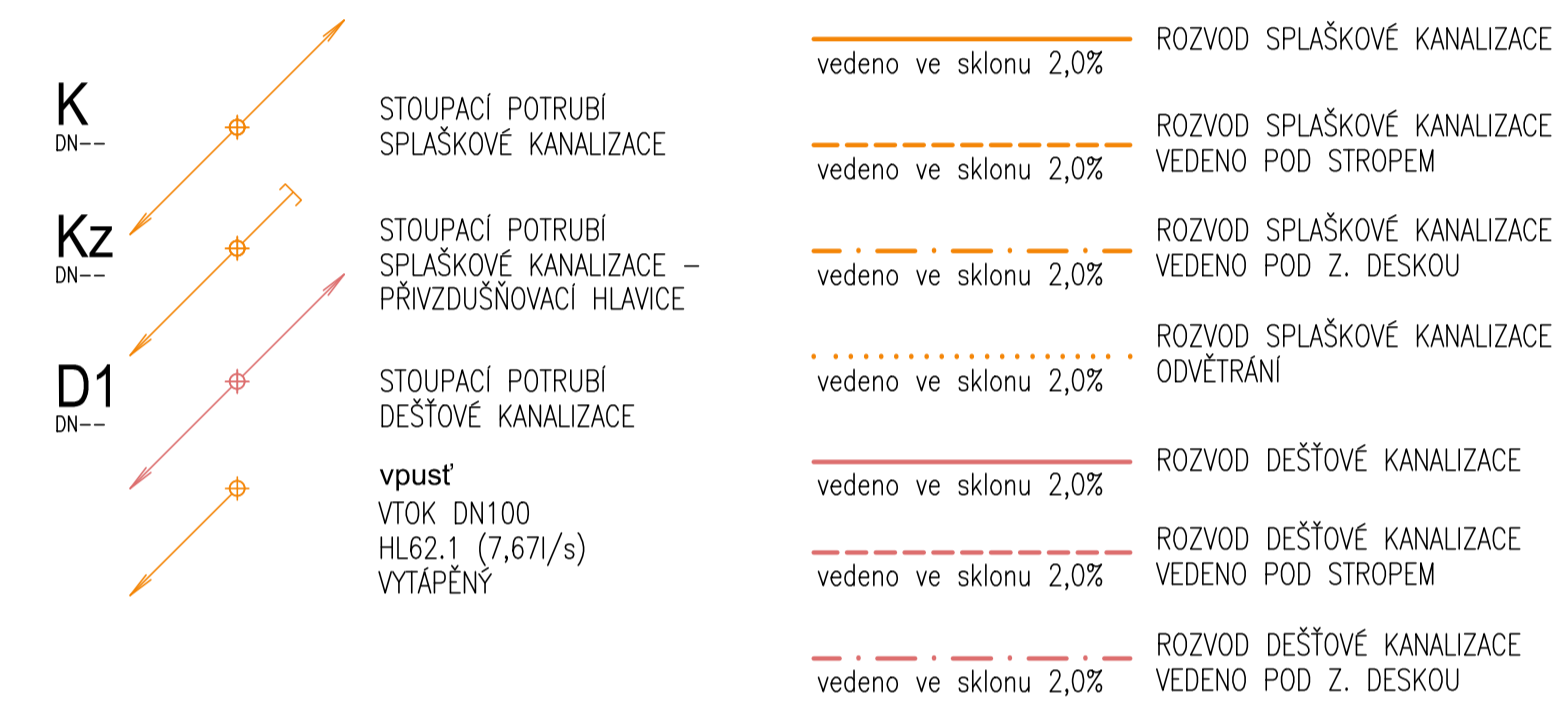 K
DN--
STOUPACÍ POTRUBÍ
SPLAŠKOVÉ KANALIZACE
Kz
DN--
STOUPACÍ POTRUBÍ
SPLAŠKOVÉ KANALIZACE –
PŘIVZDUŠŇOVACÍ HLAVICE
D1
DN--
STOUPACÍ POTRUBÍ
DEŠŤOVÉ KANALIZACE
vpusť
VTOK DN100
HL62.1 (7,67l/s)
VYTÁPĚNÝ
ROZVOD SPLAŠKOVÉ KANALIZACE
vedeno ve sklonu 2,0%
ROZVOD SPLAŠKOVÉ KANALIZACE
VEDENO POD STROPEM
vedeno ve sklonu 2,0%
ROZVOD SPLAŠKOVÉ KANALIZACE
VEDENO POD Z. DESKOU
vedeno ve sklonu 2,0%
ROZVOD SPLAŠKOVÉ KANALIZACE
ODVĚTRÁNÍ
vedeno ve sklonu 2,0%
ROZVOD DEŠŤOVÉ KANALIZACE
vedeno ve sklonu 2,0%
ROZVOD DEŠŤOVÉ KANALIZACE
VEDENO POD STROPEM
vedeno ve sklonu 2,0%
ROZVOD DEŠŤOVÉ KANALIZACE
VEDENO POD Z. DESKOU
vedeno ve sklonu 2,0%